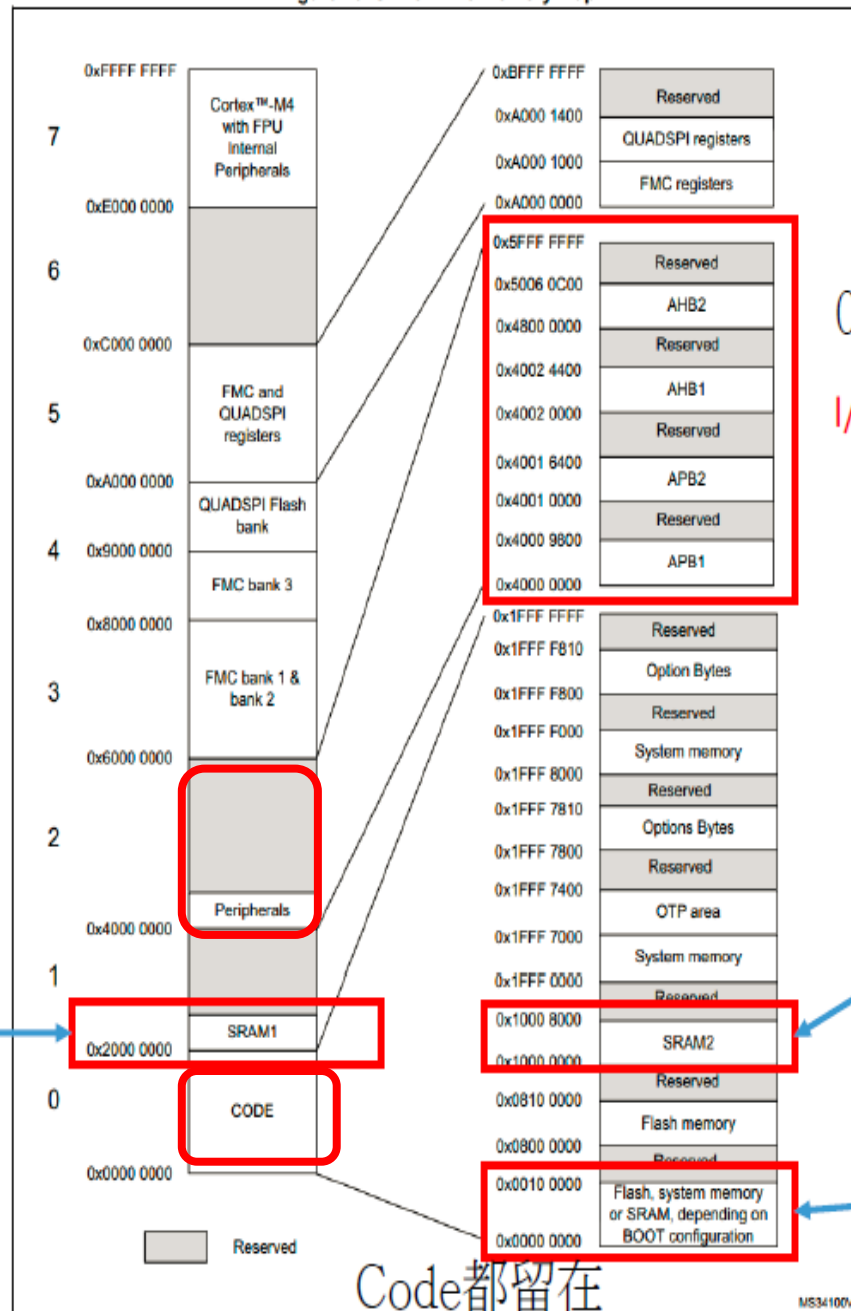 0xFFFF FFFF
7
Cortex™-M4
with FPU
Internal
Peripherals
0xE000 0000
6
0xC000 0000
5
FMC and
QUADSPI
registers
0xA000 0000
QUADSPI Flash
bank
4
0x9000 0000
FMC bank 3
0x8000 0000
3
FMC bank 1 &
bank 2
0x6000 0000
2
Peripherals
0x4000 0000
1
SRAM1
0x2000 0000
0
CODE
0x0000 0000
Reserved
0xBFFF FFFF
Reserved
0xA000 1400
QUADSPI registers
0xA000 1000
FMC registers
0xA000 0000
0x5FFF FFFF
Reserved
0x5006 0C00
AHB2
0x4800 0000
Reserved
0x4002 4400
AHB1
0x4002 0000
Reserved
0x4001 6400
APB2
0x4001 0000
Reserved
0x4000 9800
APB1
0x4000 0000
0x1FFF FFFF
Reserved
0x1FFF F810
Option Bytes
0x1FFF F800
Reserved
0x1FFF F000
System memory
0x1FFF 8000
Reserved
0x1FFF 7810
Options Bytes
0x1FFF 7800
Reserved
0x1FFF 7400
OTP area
0x1FFF 7000
System memory
0x1FFF 0000
Reserved
0x1000 8000
SRAM2
0x1000 0000
Reserved
0x0810 0000
Flash memory
0x0800 0000
Reserved
0x0010 0000
Flash, system memory
or SRAM, depending on
BOOT configuration
0x0000 0000
I/
Code都留在
MS34100